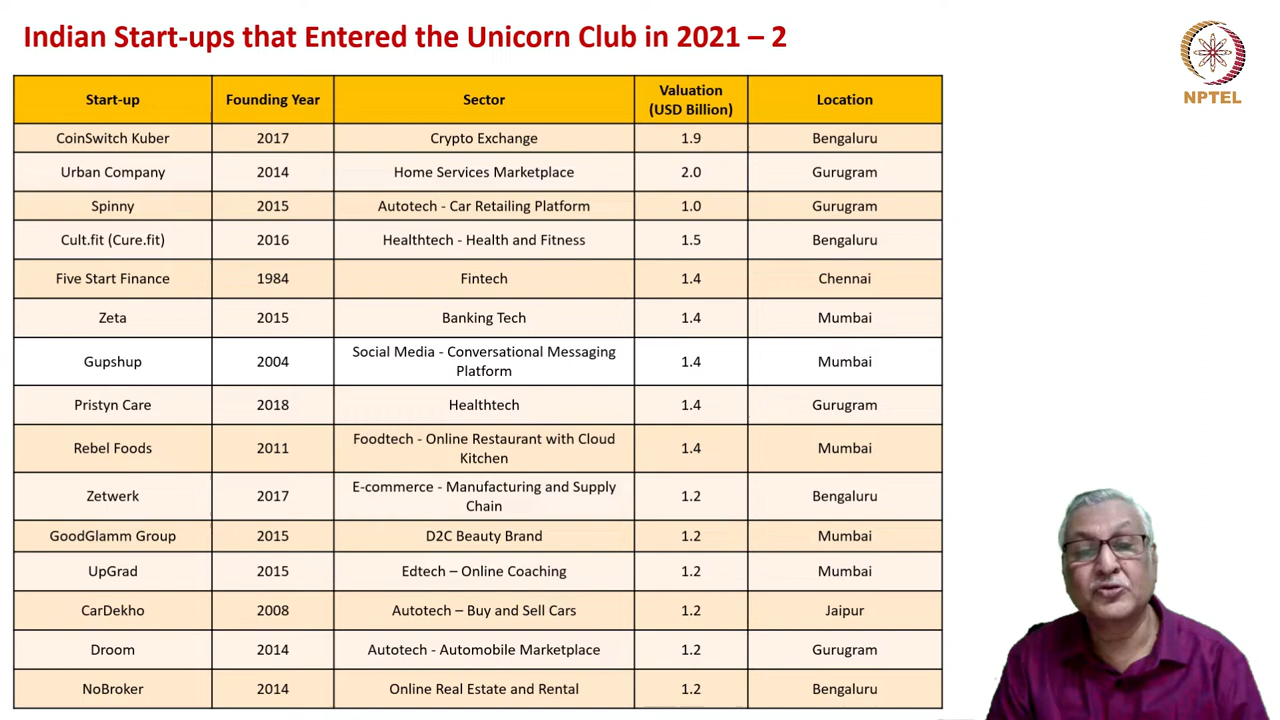 Indian Start-ups that Entered the Unicorn Club in 2021 – 2
NPTEL
Start-up Founding Year Sector Valuation (USD Billion) Location
CoinSwitch Kuber 2017 Crypto Exchange 1.9 Bengaluru
Urban Company 2014 Home Services Marketplace 2.0 Gurugram
Spinny 2015 Autotech - Car Retailing Platform 1.0 Gurugram
Cult.fit (Cure.fit) 2016 Healthtech - Health and Fitness 1.5 Bengaluru
Five Start Finance 1984 Fintech 1.4 Chennai
Zeta 2015 Banking Tech 1.4 Mumbai
Gupshup 2004 Social Media - Conversational Messaging Platform 1.4 Mumbai
Pristyn Care 2018 Healthtech 1.4 Gurugram
Rebel Foods 2011 Foodtech - Online Restaurant with Cloud Kitchen 1.4 Mumbai
Zetwerk 2017 E-commerce - Manufacturing and Supply Chain 1.2 Bengaluru
GoodGlamm Group 2015 D2C Beauty Brand 1.2 Mumbai
UpGrad 2015 Edtech – Online Coaching 1.2 Mumbai
CarDekho 2008 Autotech – Buy and Sell Cars 1.2 Jaipur
Droom 2014 Autotech - Automobile Marketplace 1.2 Gurugram
NoBroker 2014 Online Real Estate and Rental 1.2 Bengaluru